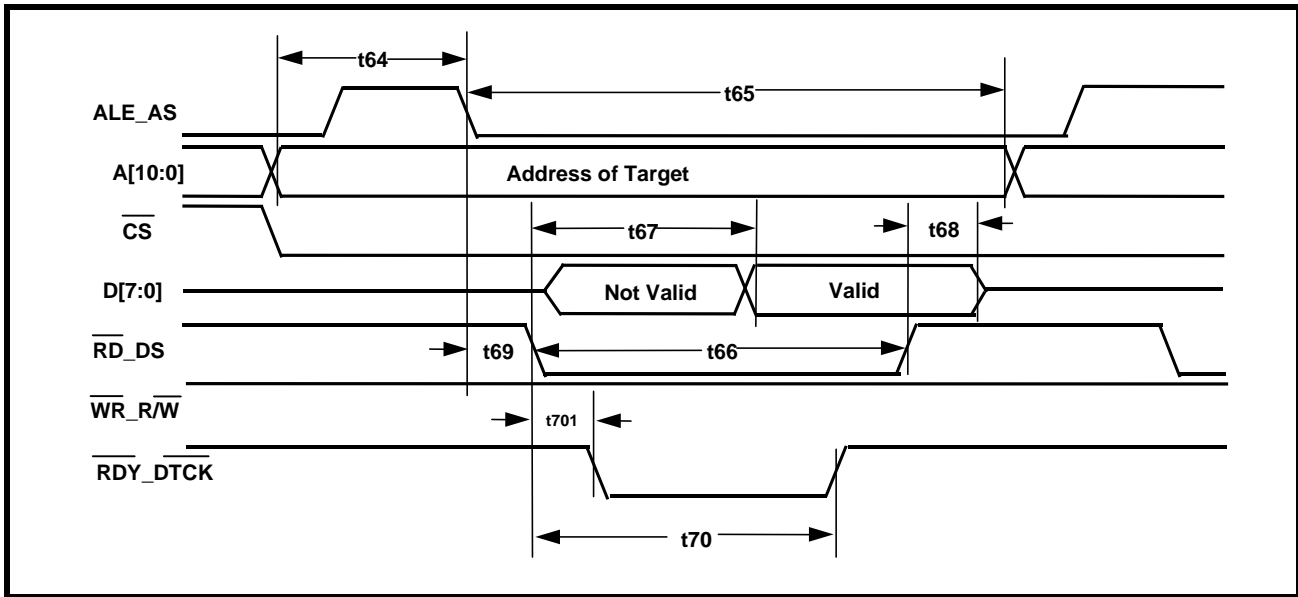 t64
t65
ALE_AS
A[10:0]
Address of Target
CS
t67
t68
D[7:0]
Not Valid
Valid
RD_DS
t69
t66
WR_R/W
t701
RDY_DTCK
t70